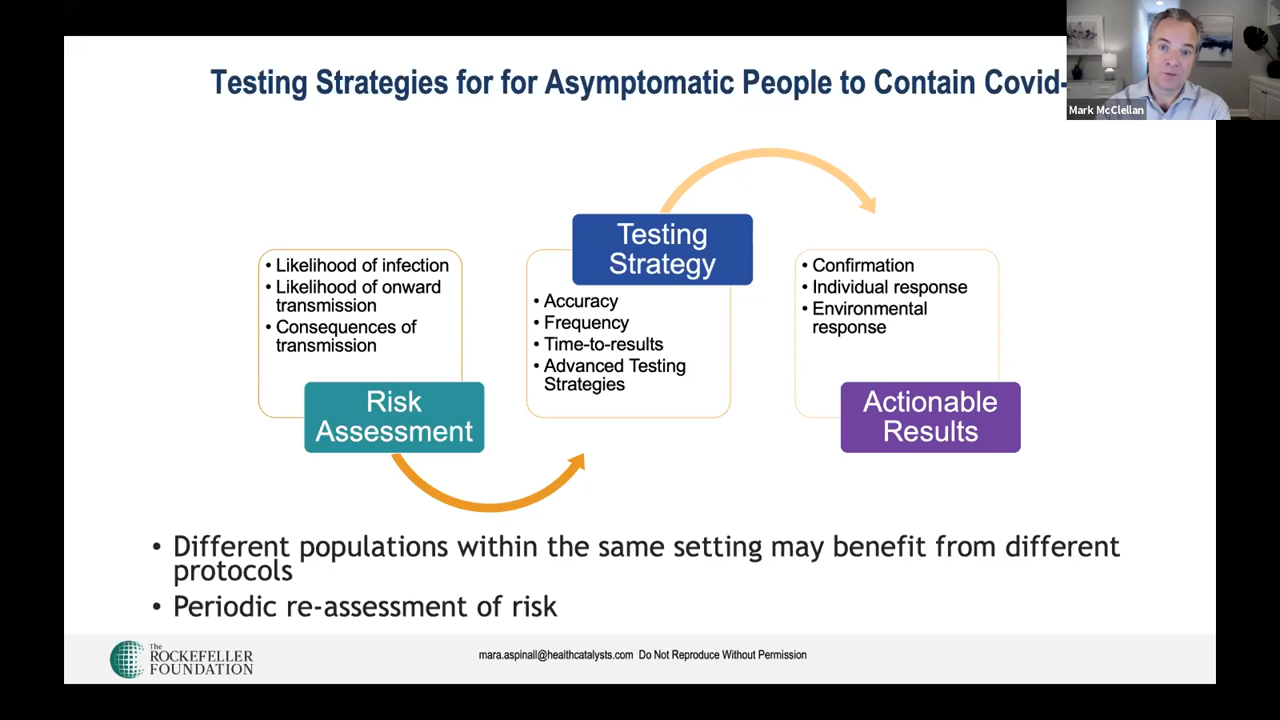 Testing Strategies for for Asymptomatic People to Contain Covid-
Mark McClellan
• Likelihood of infection
• Likelihood of onward
transmission
• Consequences of
transmission
Risk
Assessment
Testing
Strategy
• Accuracy
• Frequency
• Time-to-results
• Advanced Testing
Strategies
• Confirmation
• Individual response
• Environmental
response
Actionable
Results
• Different populations within the same setting may benefit from different
protocols
• Periodic re-assessment of risk
The
ROCKEFELLER
FOUNDATION
mara.aspinall@healthcatalysts.com Do Not Reproduce Without Permission